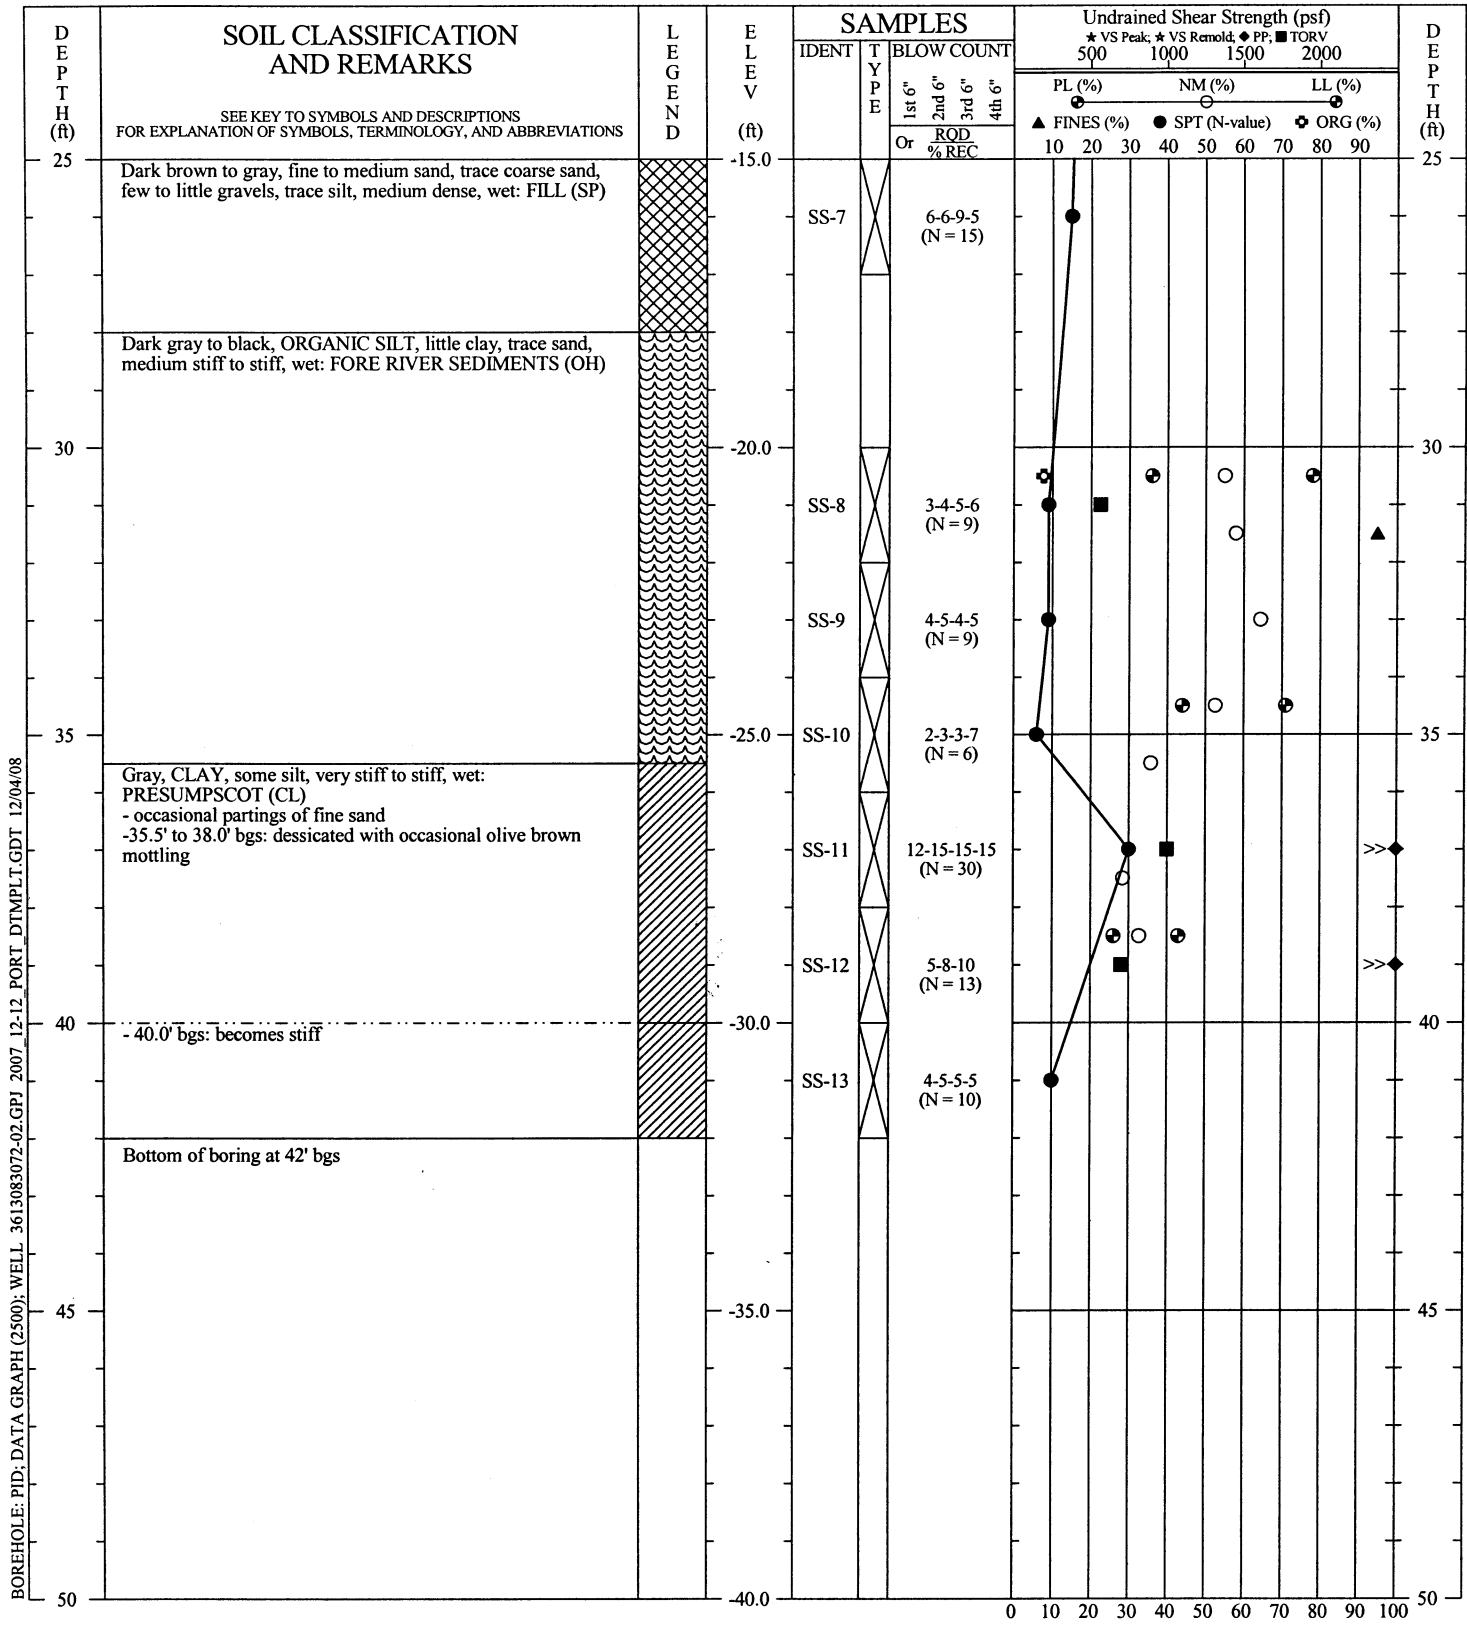 DEPTH (ft)
SOIL CLASSIFICATION
AND REMARKS
SEE KEY TO SYMBOLS AND DESCRIPTIONS
FOR EXPLANATION OF SYMBOLS, TERMINOLOGY, AND ABBREVIATIONS
LEGEND
ELEV (ft)
SAMPLES
IDENT
TYPE
BLOW COUNT
1st 6"
2nd 6"
3rd 6"
4th 6"
Or RQD
% REC
Undrained Shear Strength (psf)
★ VS Peak; ☆ VS Remold; ◆ PP; ■ TORV
500 1000 1500 2000
PL (%) NM (%) LL (%)
▲ FINES (%) ● SPT (N-value) ✪ ORG (%)
10 20 30 40 50 60 70 80 90
DEPTH (ft)
25 -15.0 25
Dark brown to gray, fine to medium sand, trace coarse sand,
few to little gravels, trace silt, medium dense, wet: FILL (SP)
SS-7 6-6-9-5
(N = 15)
Dark gray to black, ORGANIC SILT, little clay, trace sand,
medium stiff to stiff, wet: FORE RIVER SEDIMENTS (OH)
30 -20.0 30
SS-8 3-4-5-6
(N = 9)
SS-9 4-5-4-5
(N = 9)
35 -25.0 SS-10 2-3-3-7 35
(N = 6)
Gray, CLAY, some silt, very stiff to stiff, wet:
PRESUMPSCOT (CL)
- occasional partings of fine sand
-35.5' to 38.0' bgs: dessicated with occasional olive brown
mottling
SS-11 12-15-15-15 >>
(N = 30)
SS-12 5-8-10 >>
(N = 13)
40 -30.0 40
- 40.0' bgs: becomes stiff
SS-13 4-5-5-5
(N = 10)
Bottom of boring at 42' bgs
45 -35.0 45
50 -40.0 50
0 10 20 30 40 50 60 70 80 90 100
BOREHOLE: PID; DATA GRAPH (2500); WELL 3613083072-02.GPJ 2007_12-12_PORT_DTMPLT.GDT 12/04/08